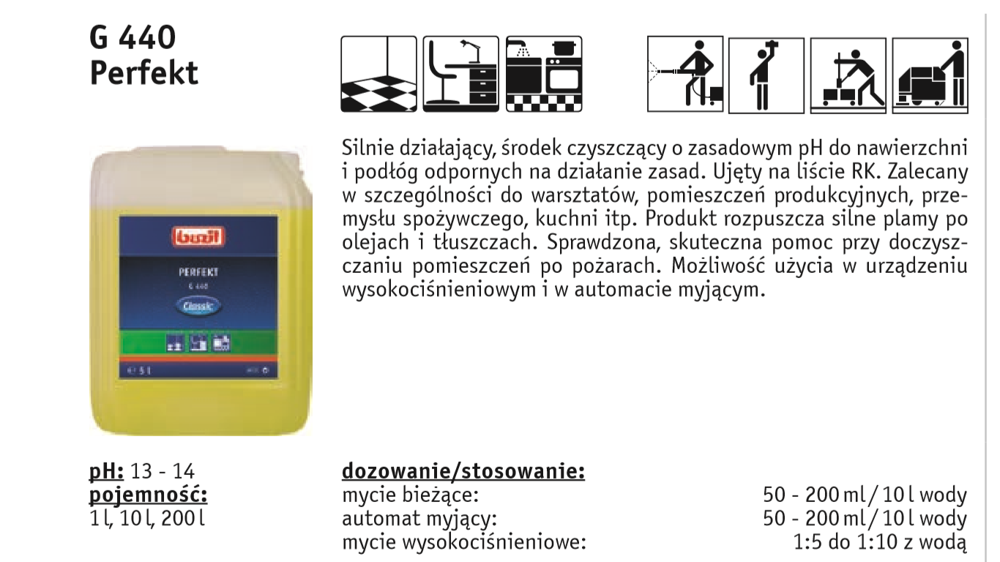 G 440
Perfekt
Silnie działający, środek czyszczący o zasadowym pH do nawierzchni
i podłóg odpornych na działanie zasad. Ujęty na liście RK. Zalecany
w szczególności do warsztatów, pomieszczeń produkcyjnych, prze-
mysłu spożywczego, kuchni itp. Produkt rozpuszcza silne plamy po
olejach i tłuszczach. Sprawdzona, skuteczna pomoc przy doczysz-
czaniu pomieszczeń po pożarach. Możliwość użycia w urządzeniu
wysokociśnieniowym i w automacie myjącym.
buzil
PERFEKT
G 440
Classic
5 l
pH: 13 - 14
pojemność:
1 l, 10 l, 200 l
dozowanie/stosowanie:
mycie bieżące: 50 - 200 ml / 10 l wody
automat myjący: 50 - 200 ml / 10 l wody
mycie wysokociśnieniowe: 1:5 do 1:10 z wodą